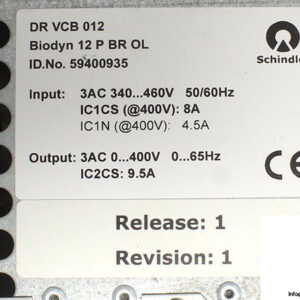 DR VCB 012
Biodyn 12 P BR OL
ID.No. 59400935
Schindler
Input: 3AC 340...460V 50/60Hz
IC1CS (@400V): 8A
IC1N (@400V): 4.5A
Output: 3AC 0...400V 0...65Hz
IC2CS: 9.5A
CE
Release: 1
Revision: 1